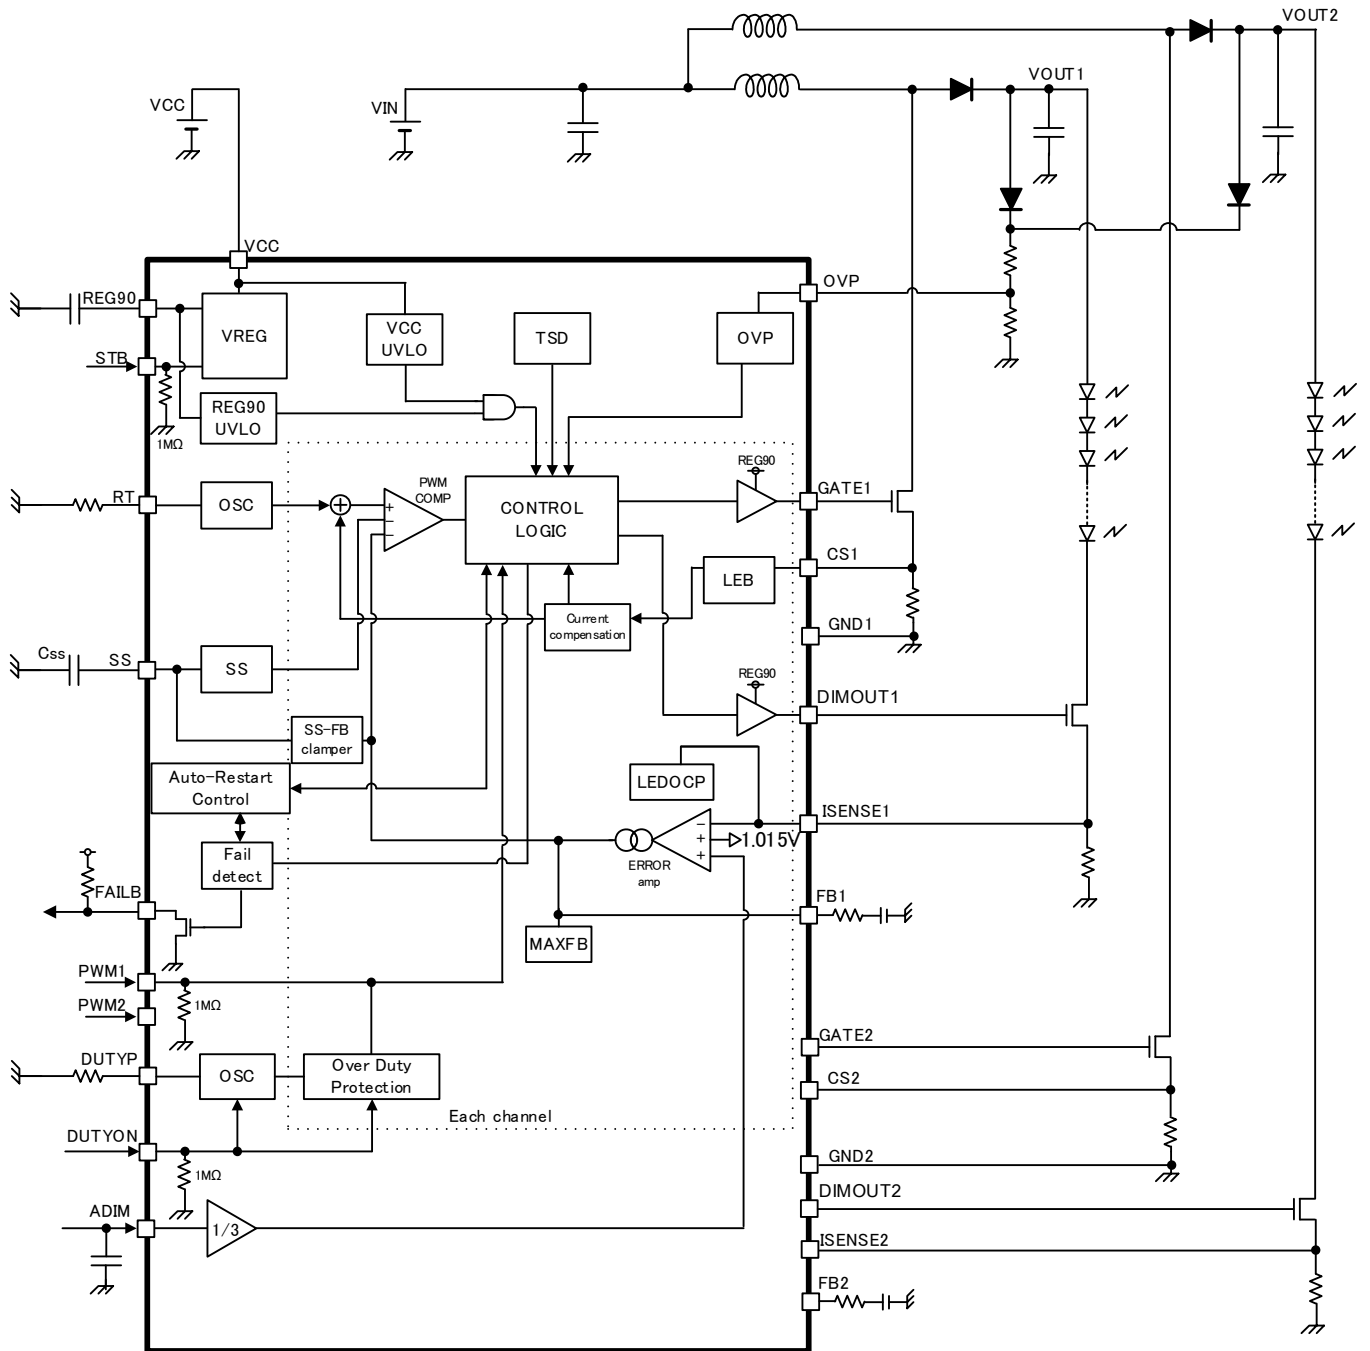 VOUT2
VOUT1
VCC
VIN
VCC
REG90
VREG
STB
1MΩ
VCC
UVLO
TSD
OVP
OVP
REG90
UVLO
RT
OSC
PWM
COMP
+
−
−
CONTROL
LOGIC
REG90
GATE1
CS1
LEB
Current
compensation
GND1
Css
SS
SS
REG90
DIMOUT1
SS-FB
clamper
Auto-Restart
Control
LEDOCP
ISENSE1
−
+
+
1.015V
ERROR
amp
Fail
detect
FAILB
FB1
MAXFB
PWM1
1MΩ
PWM2
GATE2
DUTYP
OSC
Over Duty
Protection
CS2
Each channel
DUTYON
1MΩ
GND2
DIMOUT2
ADIM
1/3
ISENSE2
FB2